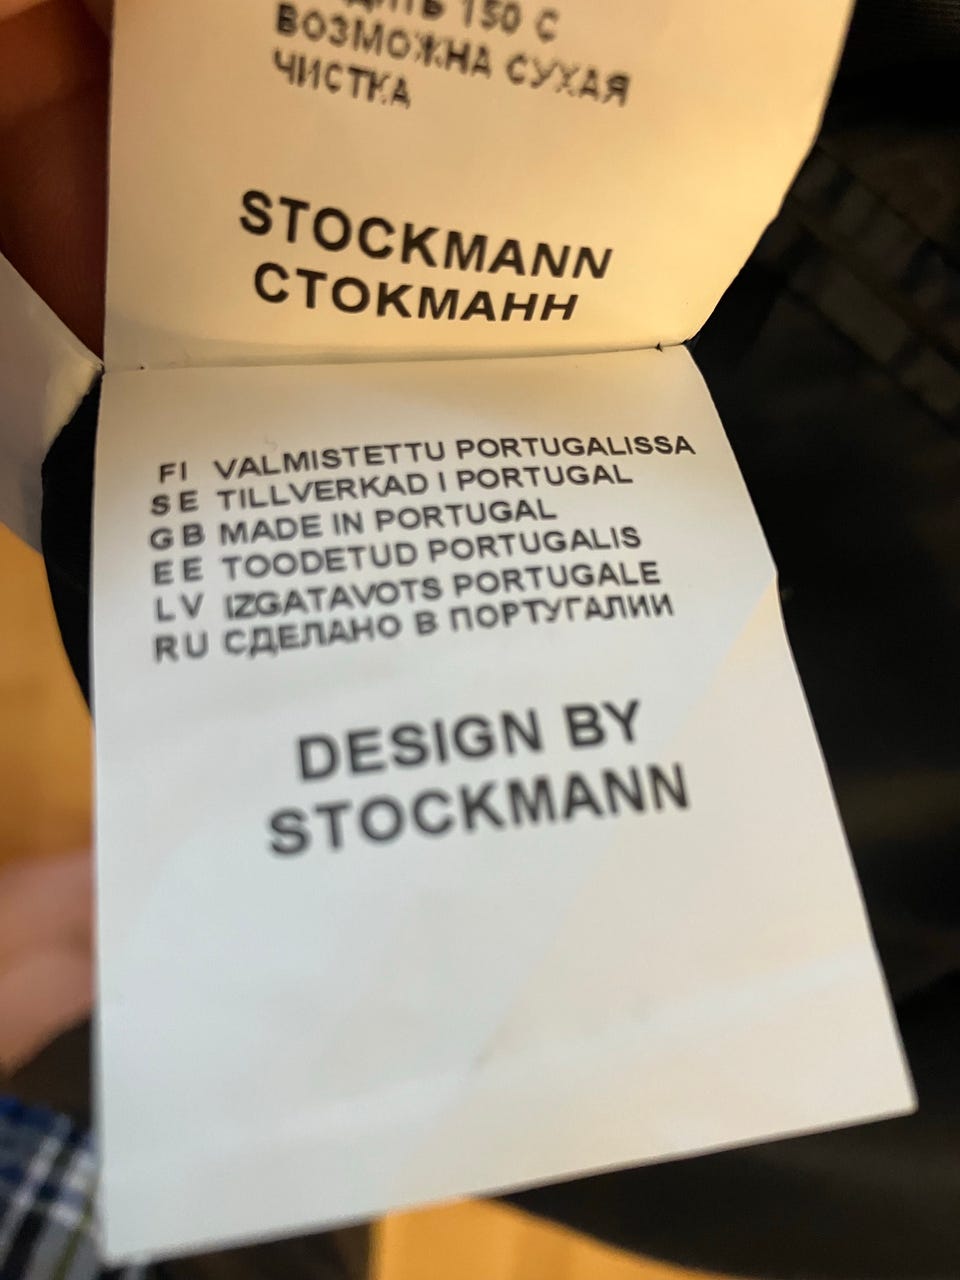 150 С
ВОЗМОЖНА СУХАЯ
ЧИСТКА
STOCKMANN
СТОКМАНН
FI VALMISTETTU PORTUGALISSA
SE TILLVERKAD I PORTUGAL
GB MADE IN PORTUGAL
EE TOODETUD PORTUGALIS
LV IZGATAVOTS PORTUGALE
RU СДЕЛАНО В ПОРТУГАЛИИ
DESIGN BY
STOCKMANN